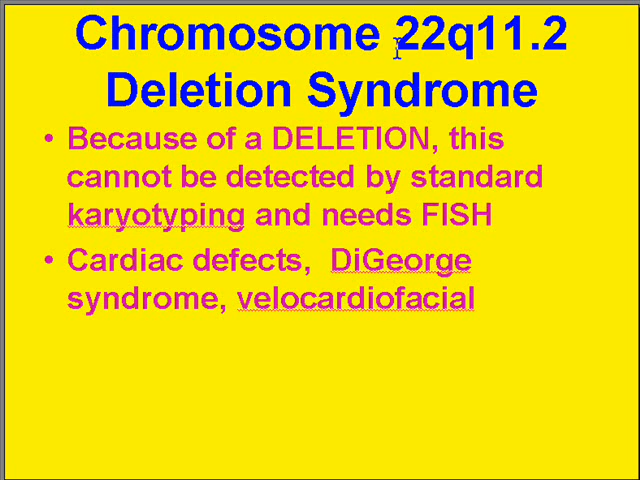 Chromosome 22q11.2
Deletion Syndrome
• Because of a DELETION, this
cannot be detected by standard
karyotyping and needs FISH
• Cardiac defects, DiGeorge
syndrome, velocardiofacial